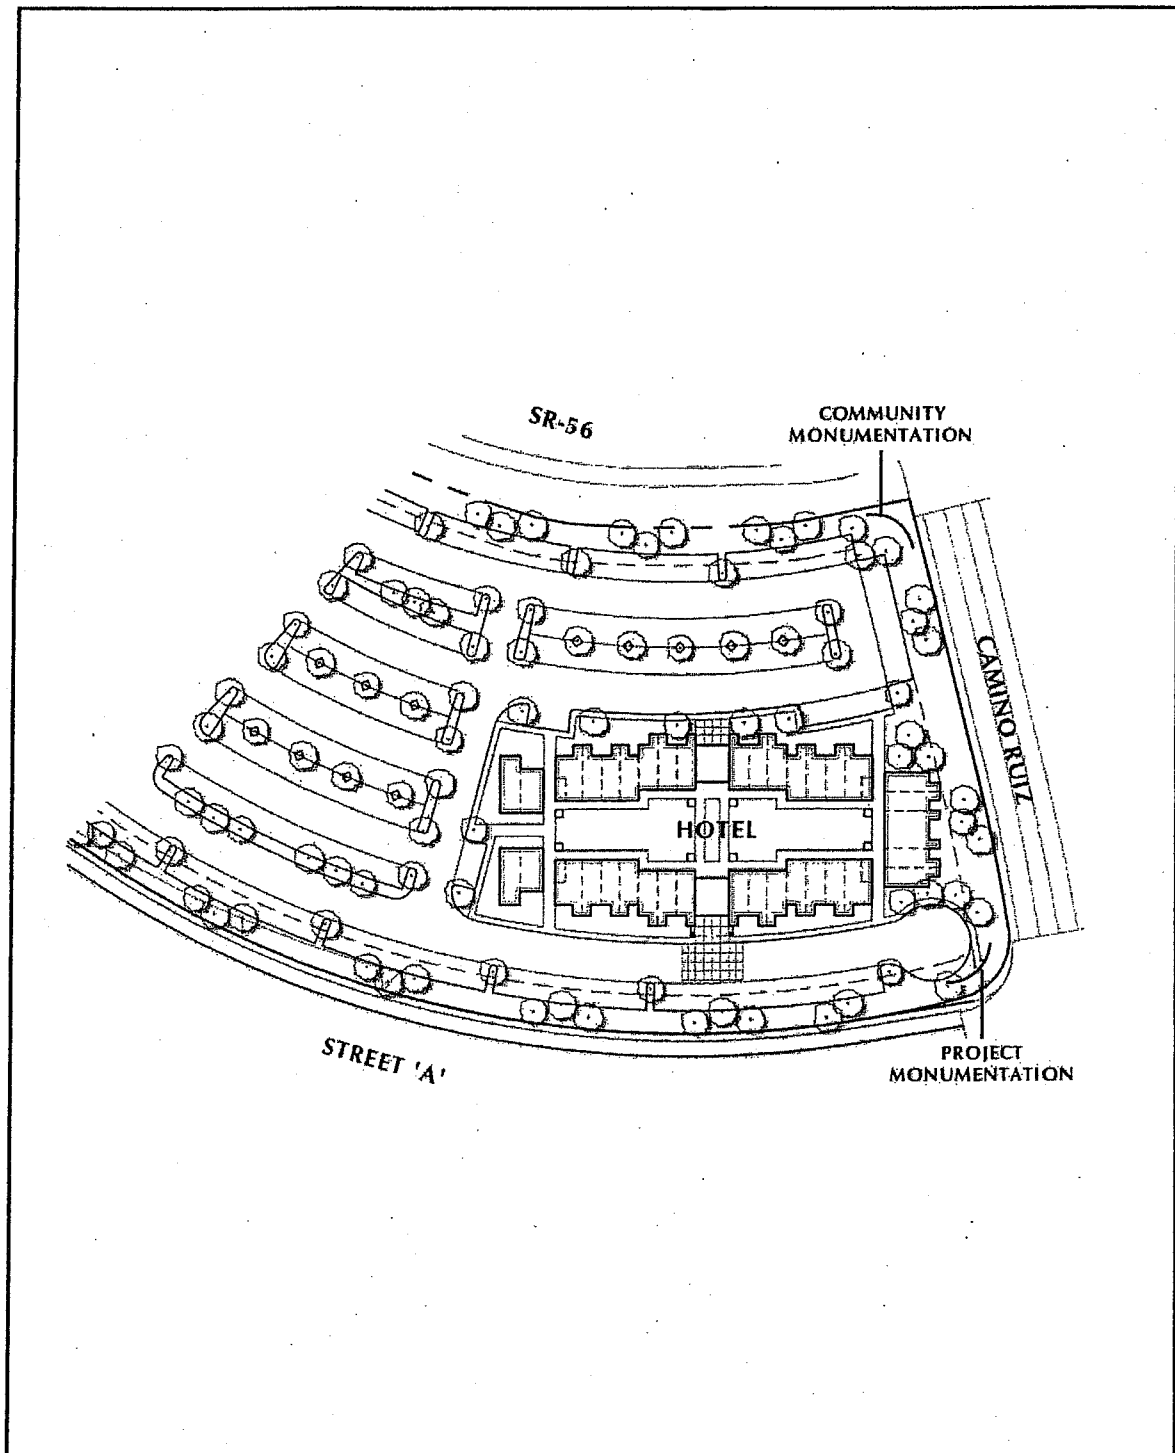 SR-56
COMMUNITY
MONUMENTATION
CAMINO RUIZ
HOTEL
STREET 'A'
PROJECT
MONUMENTATION